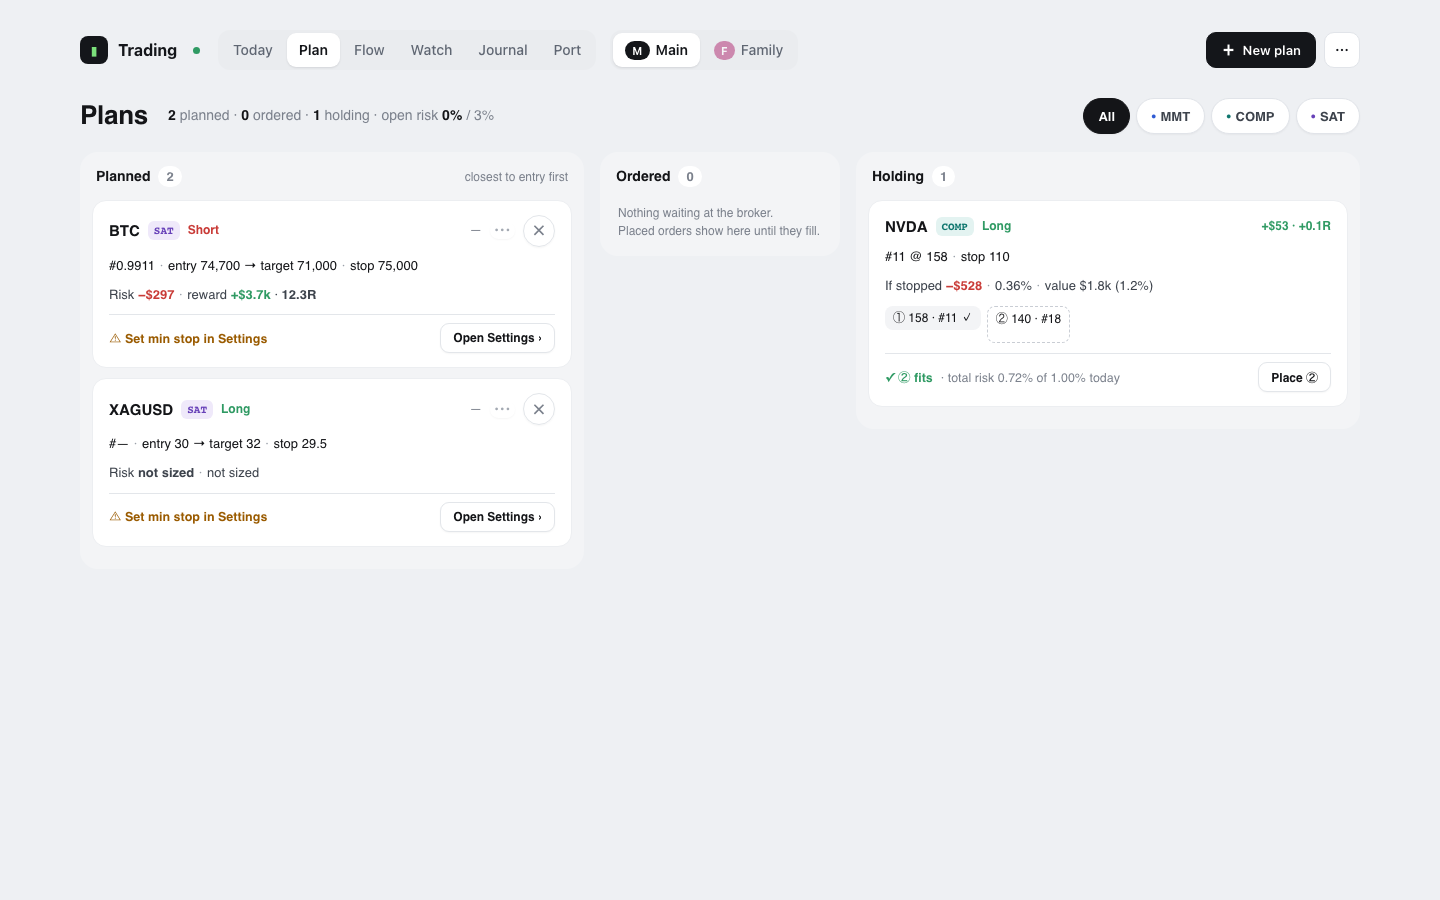 Trading Today Plan Flow Watch Journal Port M Main F Family + New plan ···
Plans 2 planned · 0 ordered · 1 holding · open risk 0% / 3% All • MMT • COMP • SAT
Planned 2 closest to entry first
BTC SAT Short – ··· ✕
#0.9911 · entry 74,700 → target 71,000 · stop 75,000
Risk –$297 · reward +$3.7k · 12.3R
⚠ Set min stop in Settings Open Settings ›
XAGUSD SAT Long – ··· ✕
#— · entry 30 → target 32 · stop 29.5
Risk not sized · not sized
⚠ Set min stop in Settings Open Settings ›
Ordered 0
Nothing waiting at the broker.
Placed orders show here until they fill.
Holding 1
NVDA COMP Long +$53 · +0.1R
#11 @ 158 · stop 110
If stopped –$528 · 0.36% · value $1.8k (1.2%)
① 158 · #11 ✓ ② 140 · #18
✓ ② fits · total risk 0.72% of 1.00% today Place ②